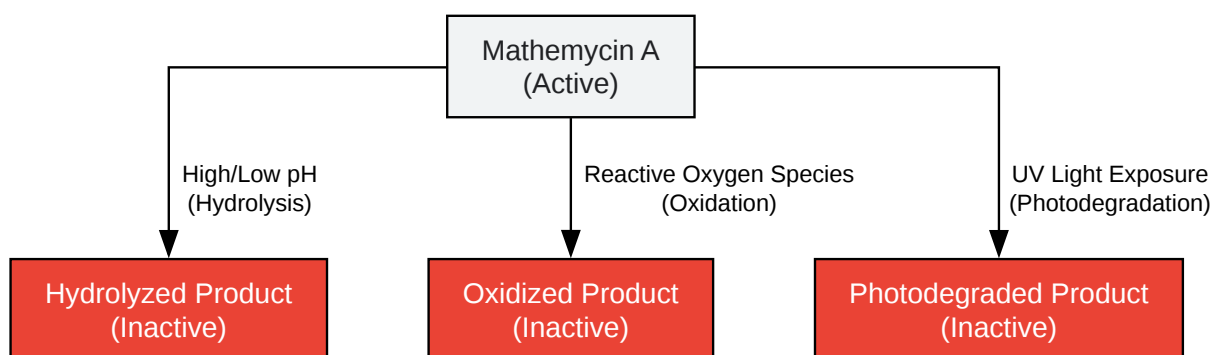 Mathemycin A
(Active)
High/Low pH
(Hydrolysis)
Reactive Oxygen Species
(Oxidation)
UV Light Exposure
(Photodegradation)
Hydrolyzed Product
(Inactive)
Oxidized Product
(Inactive)
Photodegraded Product
(Inactive)